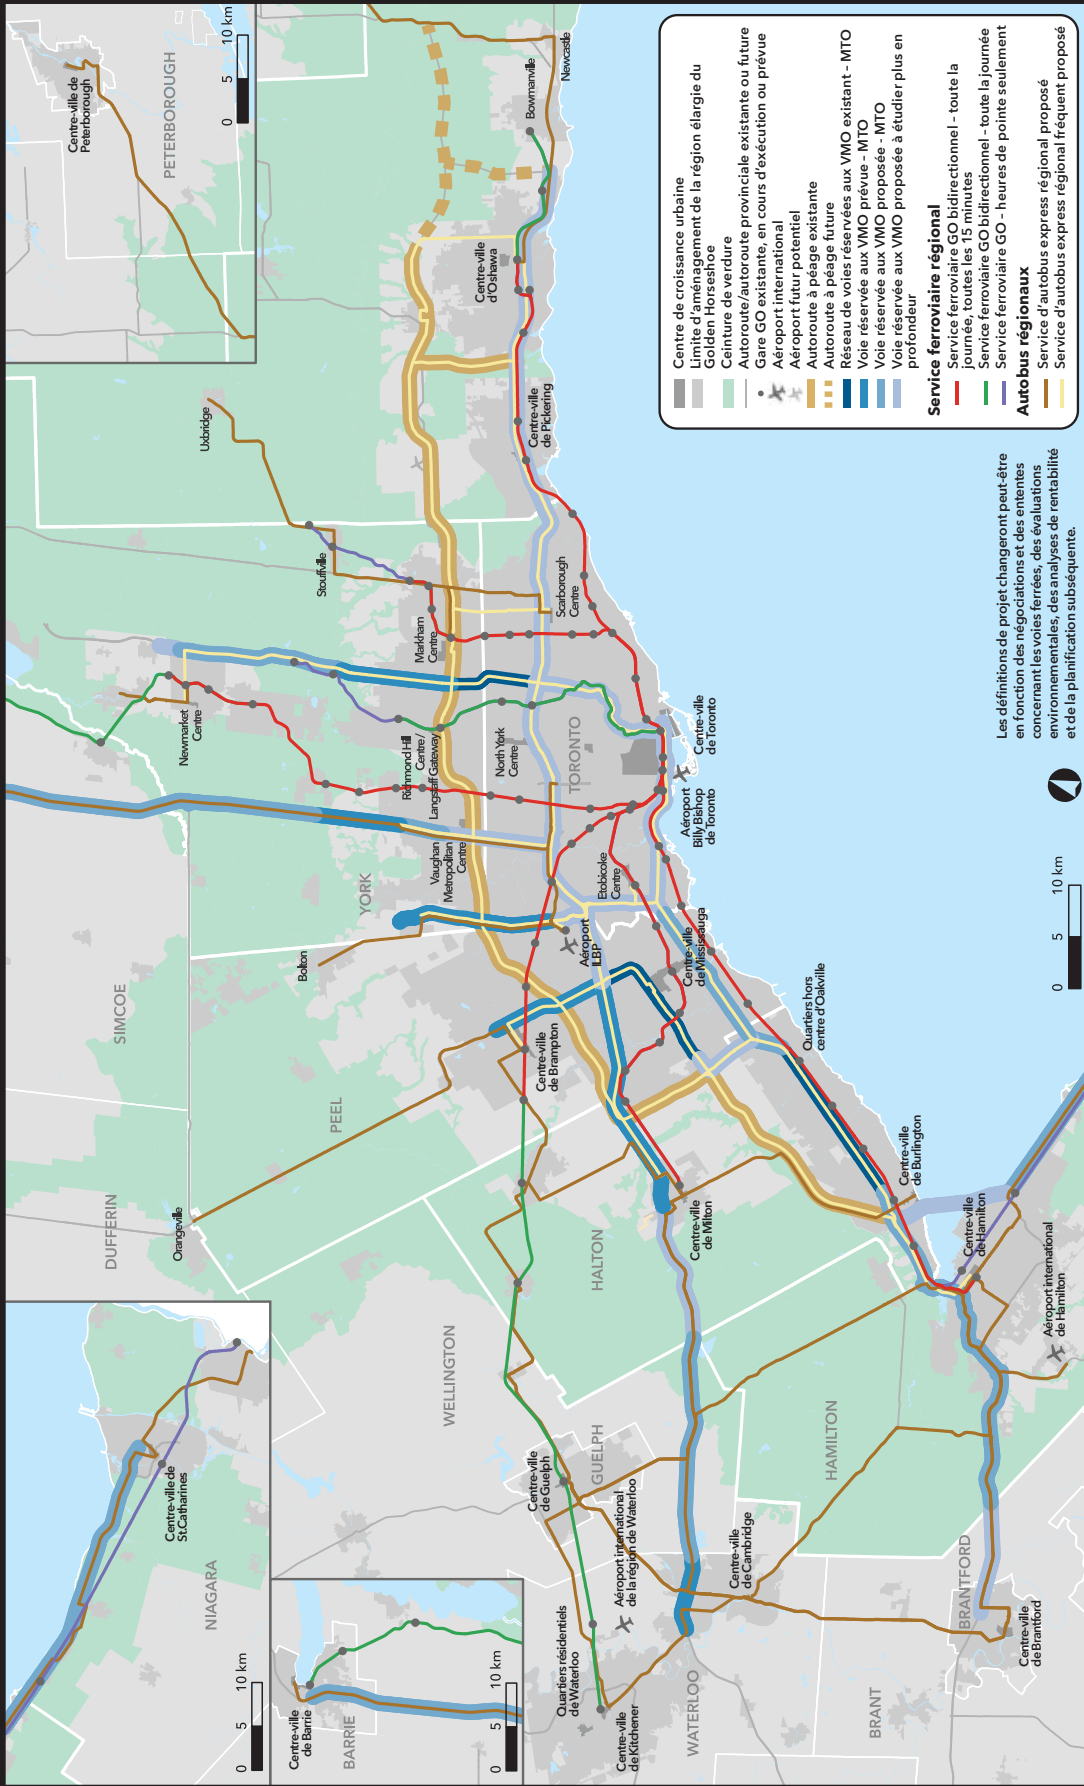 Centre-ville de
Peterborough
PETERBOROUGH
0 5 10 km
Bowmanville
Newcastle
Centre-ville
d'Oshawa
Centre-ville
de Pickering
Uxbridge
Stouffville
Markham
Centre
Scarborough
Centre
Newmarket
Centre
Richmond Hill
Centre /
Langstaff Gateway
North York
Centre
TORONTO
Centre-ville
de Toronto
Aéroport
Billy Bishop
de Toronto
Vaughan
Metropolitan
Centre
YORK
Etobicoke
Centre
Bolton
Aéroport
ILBP
Centre-ville
de Mississauga
SIMCOE
Centre-ville
de Brampton
Quartiers hors
centre d'Oakville
PEEL
DUFFERIN
Orangeville
HALTON
Centre-ville
de Milton
Centre-ville
de Burlington
Centre-ville
de Hamilton
Aéroport international
de Hamilton
WELLINGTON
GUELPH
Centre-ville
de Guelph
HAMILTON
Aéroport international
de la région de Waterloo
Centre-ville
de Cambridge
Quartiers résidentiels
de Waterloo
Centre-ville
de Kitchener
WATERLOO
BRANTFORD
Centre-ville
de Brantford
BRANT
Centre-ville de
St.Catharines
NIAGARA
0 5 10 km
Centre-ville
de Barrie
BARRIE
0 5 10 km
0 5 10 km
Les définitions de projet changeront peut-être
en fonction des négociations et des ententes
concernant les voies ferrées, des évaluations
environnementales, des analyses de rentabilité
et de la planification subséquente.
Centre de croissance urbaine
Limite d'aménagement de la région élargie du
Golden Horseshoe
Ceinture de verdure
Autoroute/autoroute provinciale existante ou future
Gare GO existante, en cours d'exécution ou prévue
Aéroport international
Aéroport futur potentiel
Autoroute à péage existante
Autoroute à péage future
Réseau de voies réservées aux VMO existant - MTO
Voie réservée aux VMO prévue - MTO
Voie réservée aux VMO proposée - MTO
Voie réservée aux VMO proposée à étudier plus en
profondeur
Service ferroviaire régional
Service ferroviaire GO bidirectionnel - toute la
journée, toutes les 15 minutes
Service ferroviaire GO bidirectionnel - toute la journée
Service ferroviaire GO - heures de pointe seulement
Autobus régionaux
Service d'autobus express régional proposé
Service d'autobus express régional fréquent proposé